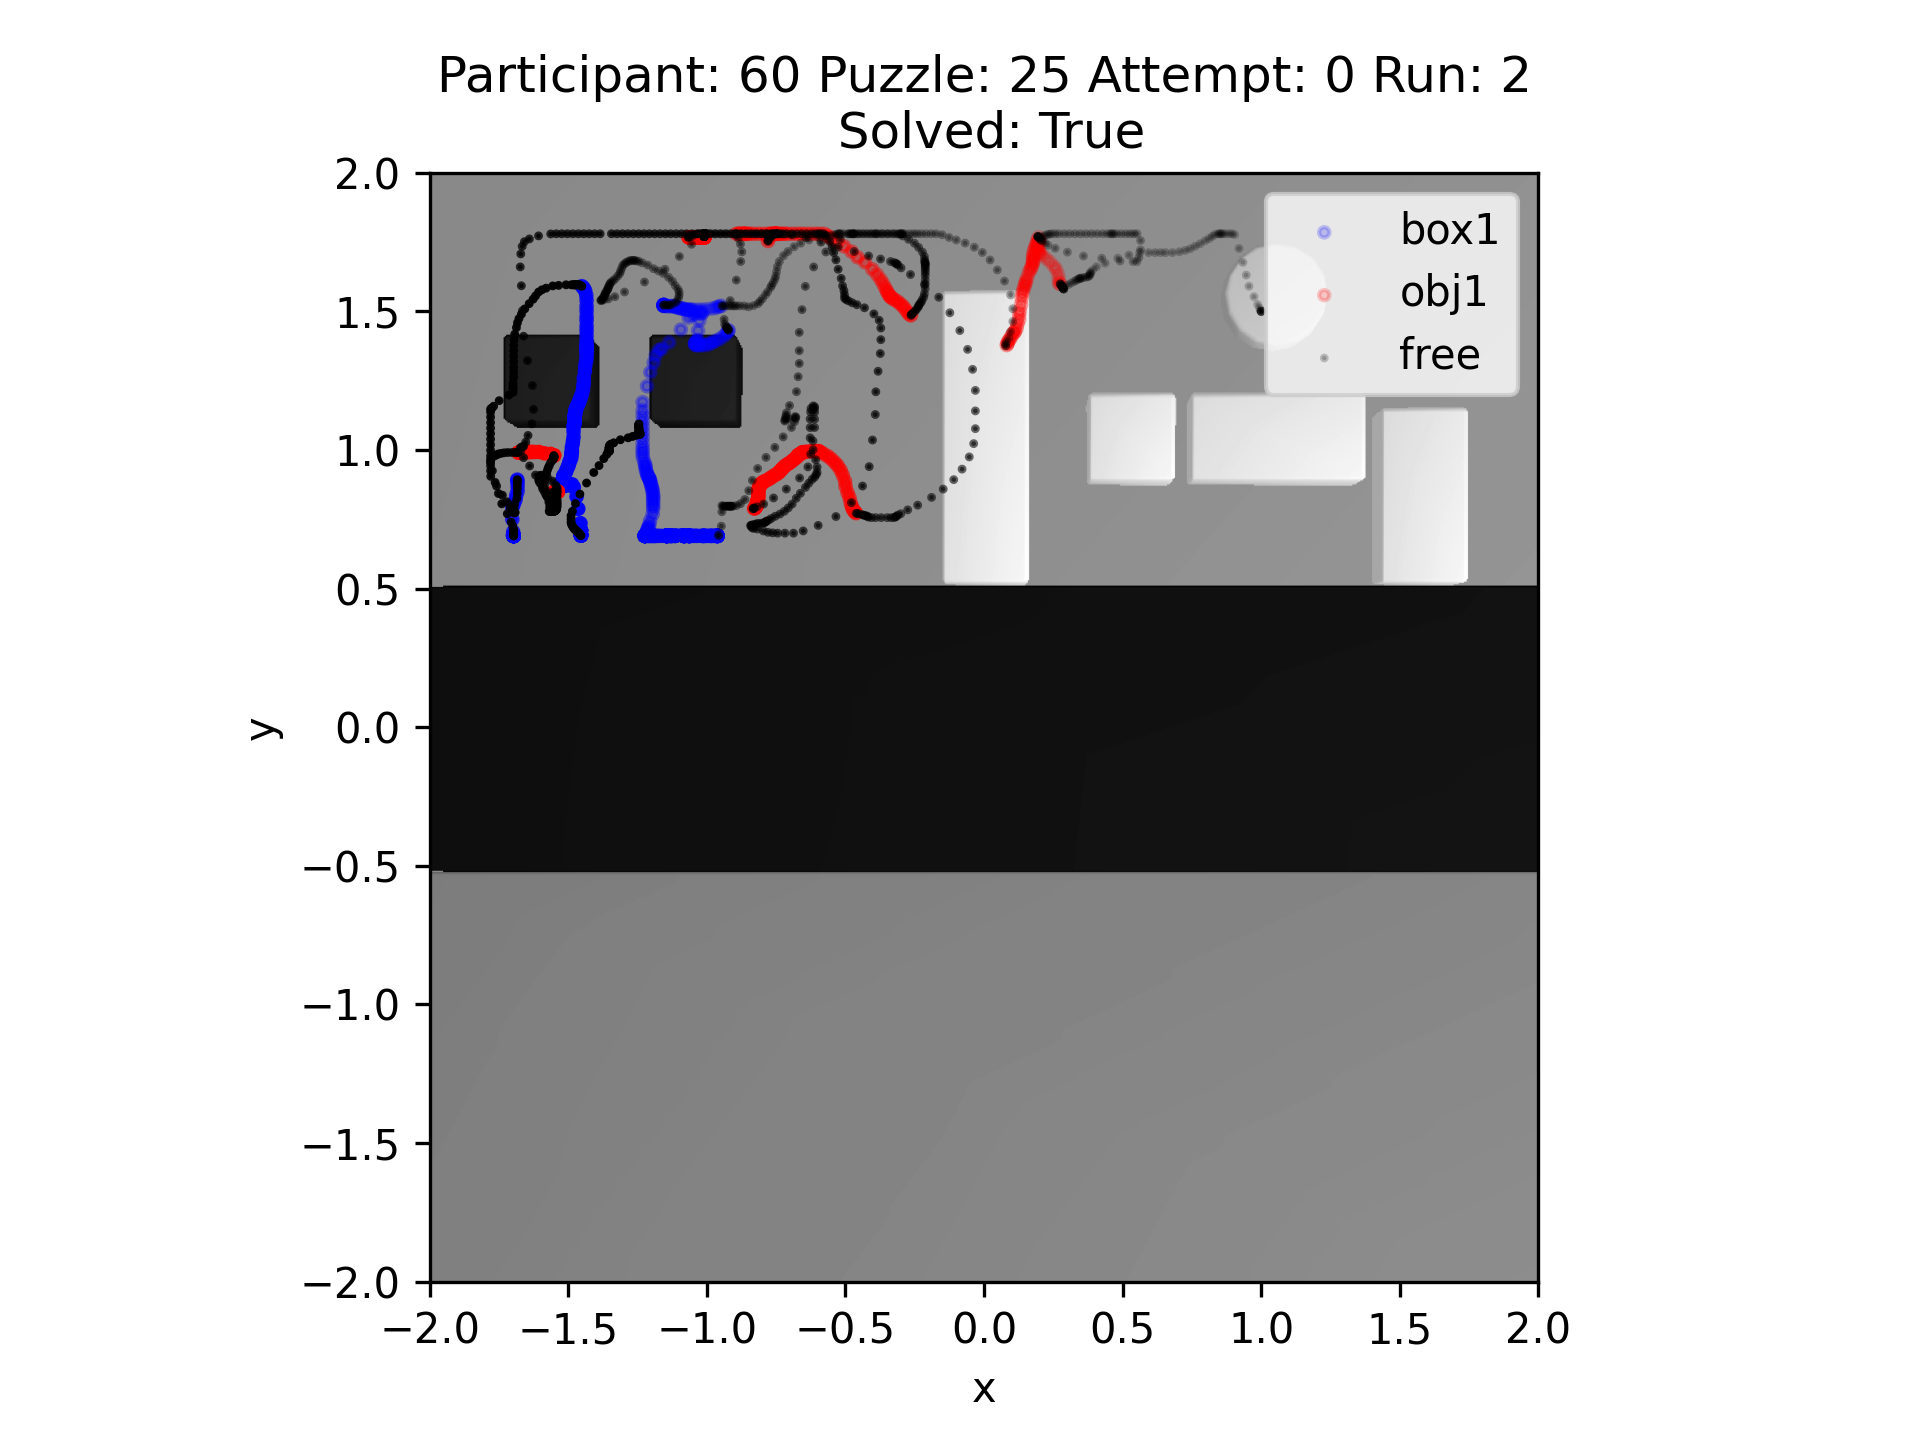 Participant: 60 Puzzle: 25 Attempt: 0 Run: 2
Solved: True
box1
obj1
free
2.0
1.5
1.0
0.5
0.0
−0.5
−1.0
−1.5
−2.0
y
−2.0 −1.5 −1.0 −0.5 0.0 0.5 1.0 1.5 2.0
x